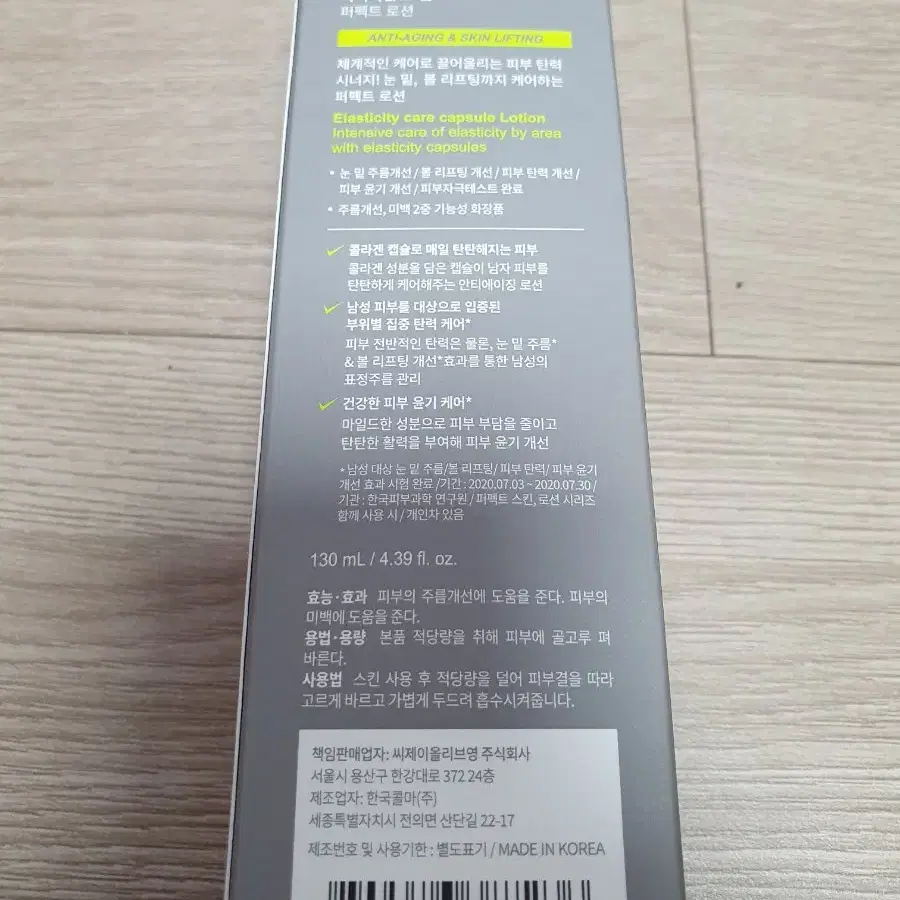 퍼펙트 로션
ANTI-AGING & SKIN LIFTING
체계적인 케어로 끌어올리는 피부 탄력
시너지! 눈 밑, 볼 리프팅까지 케어하는
퍼펙트 로션
Elasticity care capsule Lotion
Intensive care of elasticity by area
with elasticity capsules
• 눈 밑 주름개선 / 볼 리프팅 개선 / 피부 탄력 개선 /
피부 윤기 개선 / 피부자극테스트 완료
• 주름개선, 미백 2중 기능성 화장품
✓ 콜라겐 캡슐로 매일 탄탄해지는 피부
콜라겐 성분을 담은 캡슐이 남자 피부를
탄탄하게 케어해주는 안티에이징 로션
✓ 남성 피부를 대상으로 입증된
부위별 집중 탄력 케어*
피부 전반적인 탄력은 물론, 눈 밑 주름*
& 볼 리프팅 개선*효과를 통한 남성의
표정주름 관리
✓ 건강한 피부 윤기 케어*
마일드한 성분으로 피부 부담을 줄이고
탄탄한 활력을 부여해 피부 윤기 개선
* 남성 대상 눈 밑 주름/볼 리프팅/ 피부 탄력/ 피부 윤기
개선 효과 시험 완료 /기간 : 2020.07.03 ~ 2020.07.30 /
기관 : 한국피부과학 연구원 / 퍼펙트 스킨, 로션 시리즈
함께 사용 시 / 개인차 있음
130 mL / 4.39 fl. oz.
효능·효과 피부의 주름개선에 도움을 준다. 피부의
미백에 도움을 준다.
용법·용량 본품 적당량을 취해 피부에 골고루 펴
바른다.
사용법 스킨 사용 후 적당량을 덜어 피부결을 따라
고르게 바르고 가볍게 두드려 흡수시켜줍니다.
책임판매업자: 씨제이올리브영 주식회사
서울시 용산구 한강대로 372 24층
제조업자: 한국콜마(주)
세종특별자치시 전의면 산단길 22-17
제조번호 및 사용기한 : 별도표기 / MADE IN KOREA